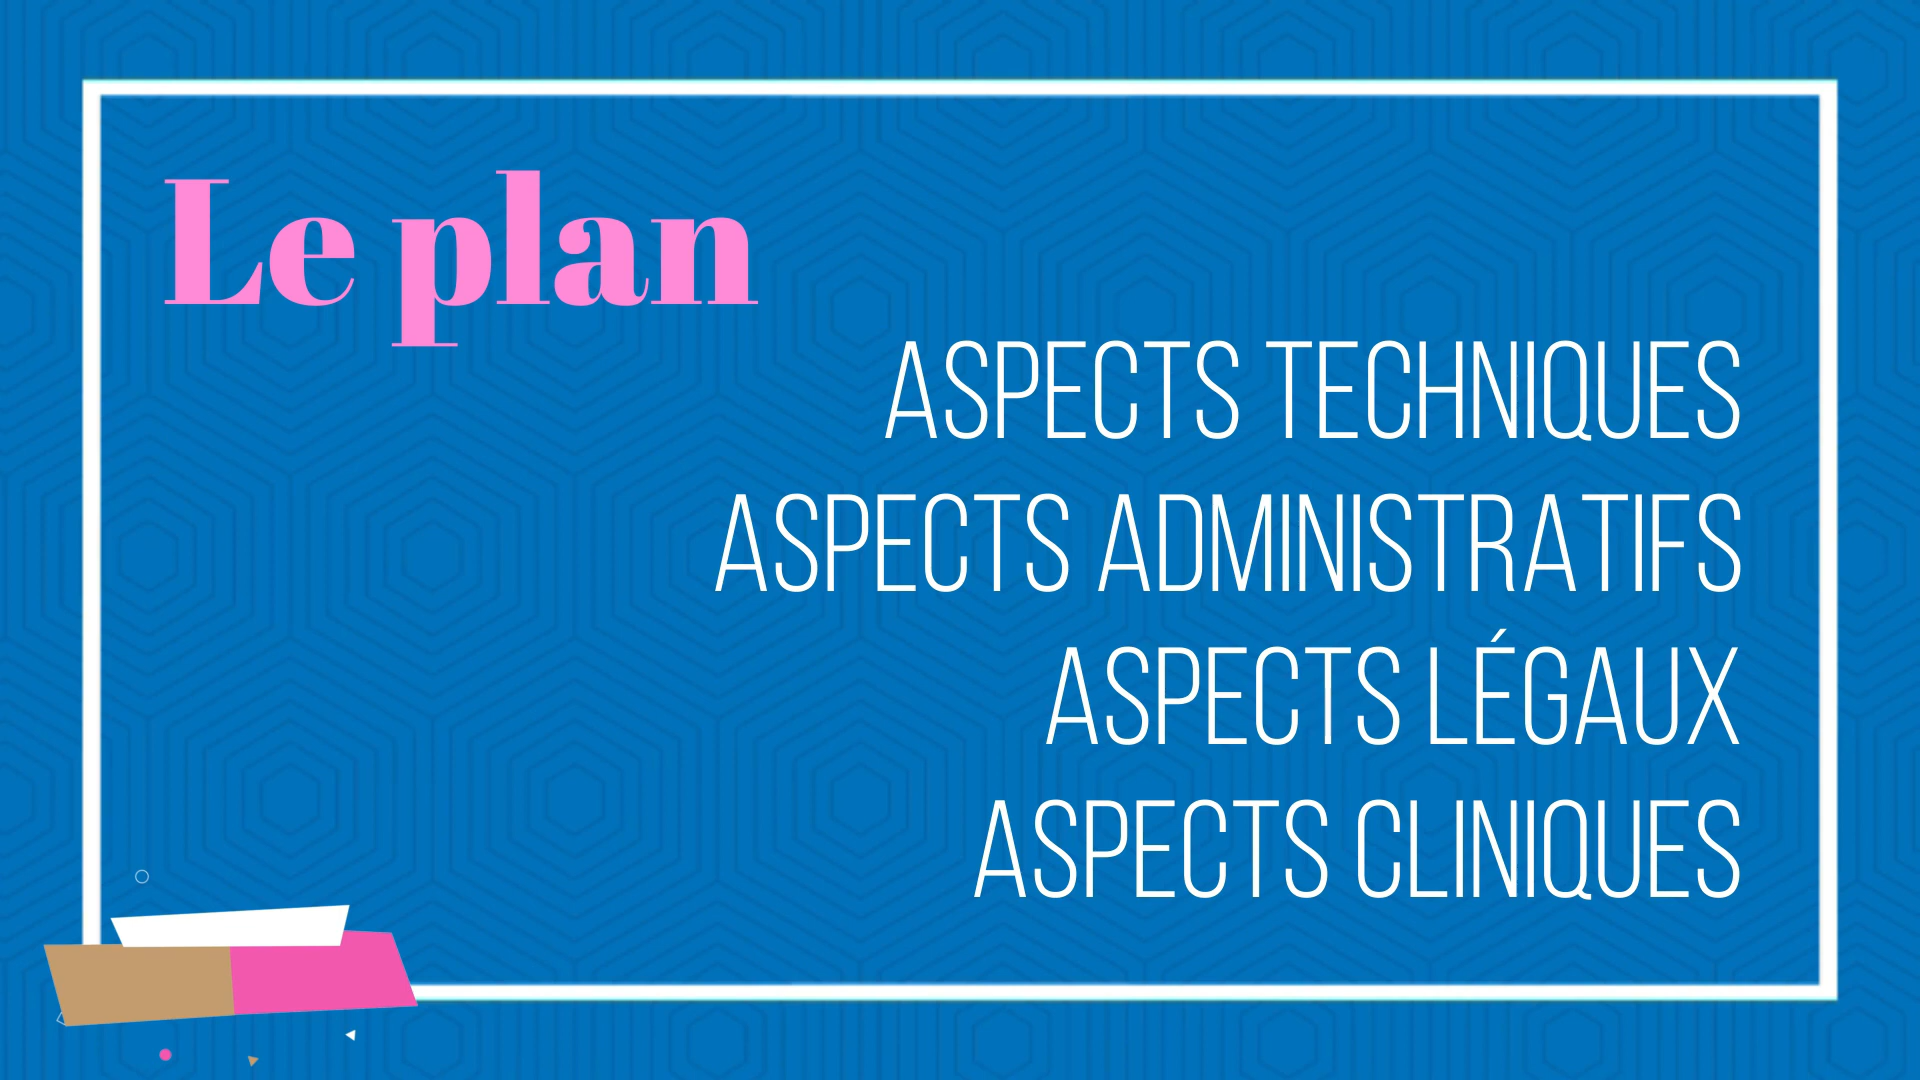 Le plan
ASPECTS TECHNIQUES
ASPECTS ADMINISTRATIFS
ASPECTS LÉGAUX
ASPECTS CLINIQUES